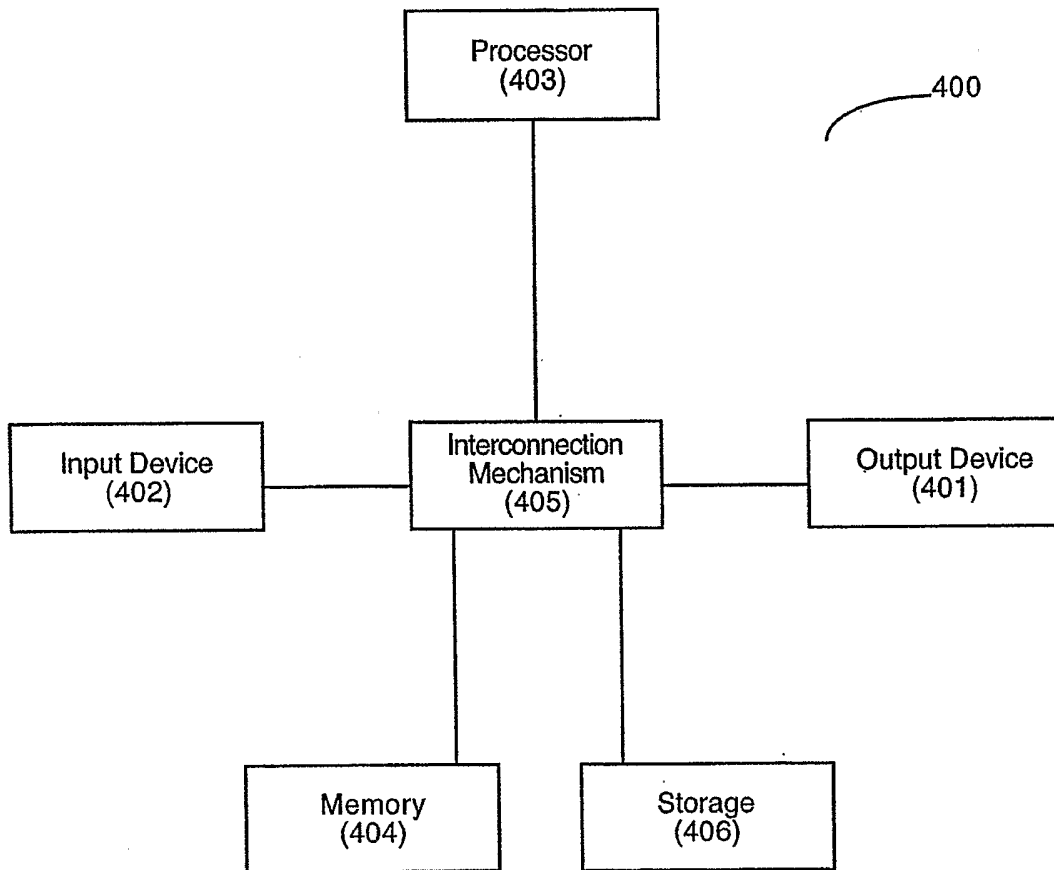 Processor
(403)
400
Input Device
(402)
Interconnection
Mechanism
(405)
Output Device
(401)
Memory
(404)
Storage
(406)